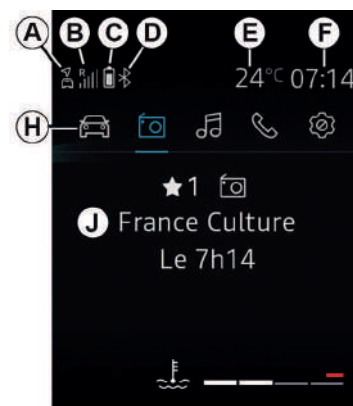 A B C D E F
R 24°C 07:14
H
1
J France Culture
Le 7h14